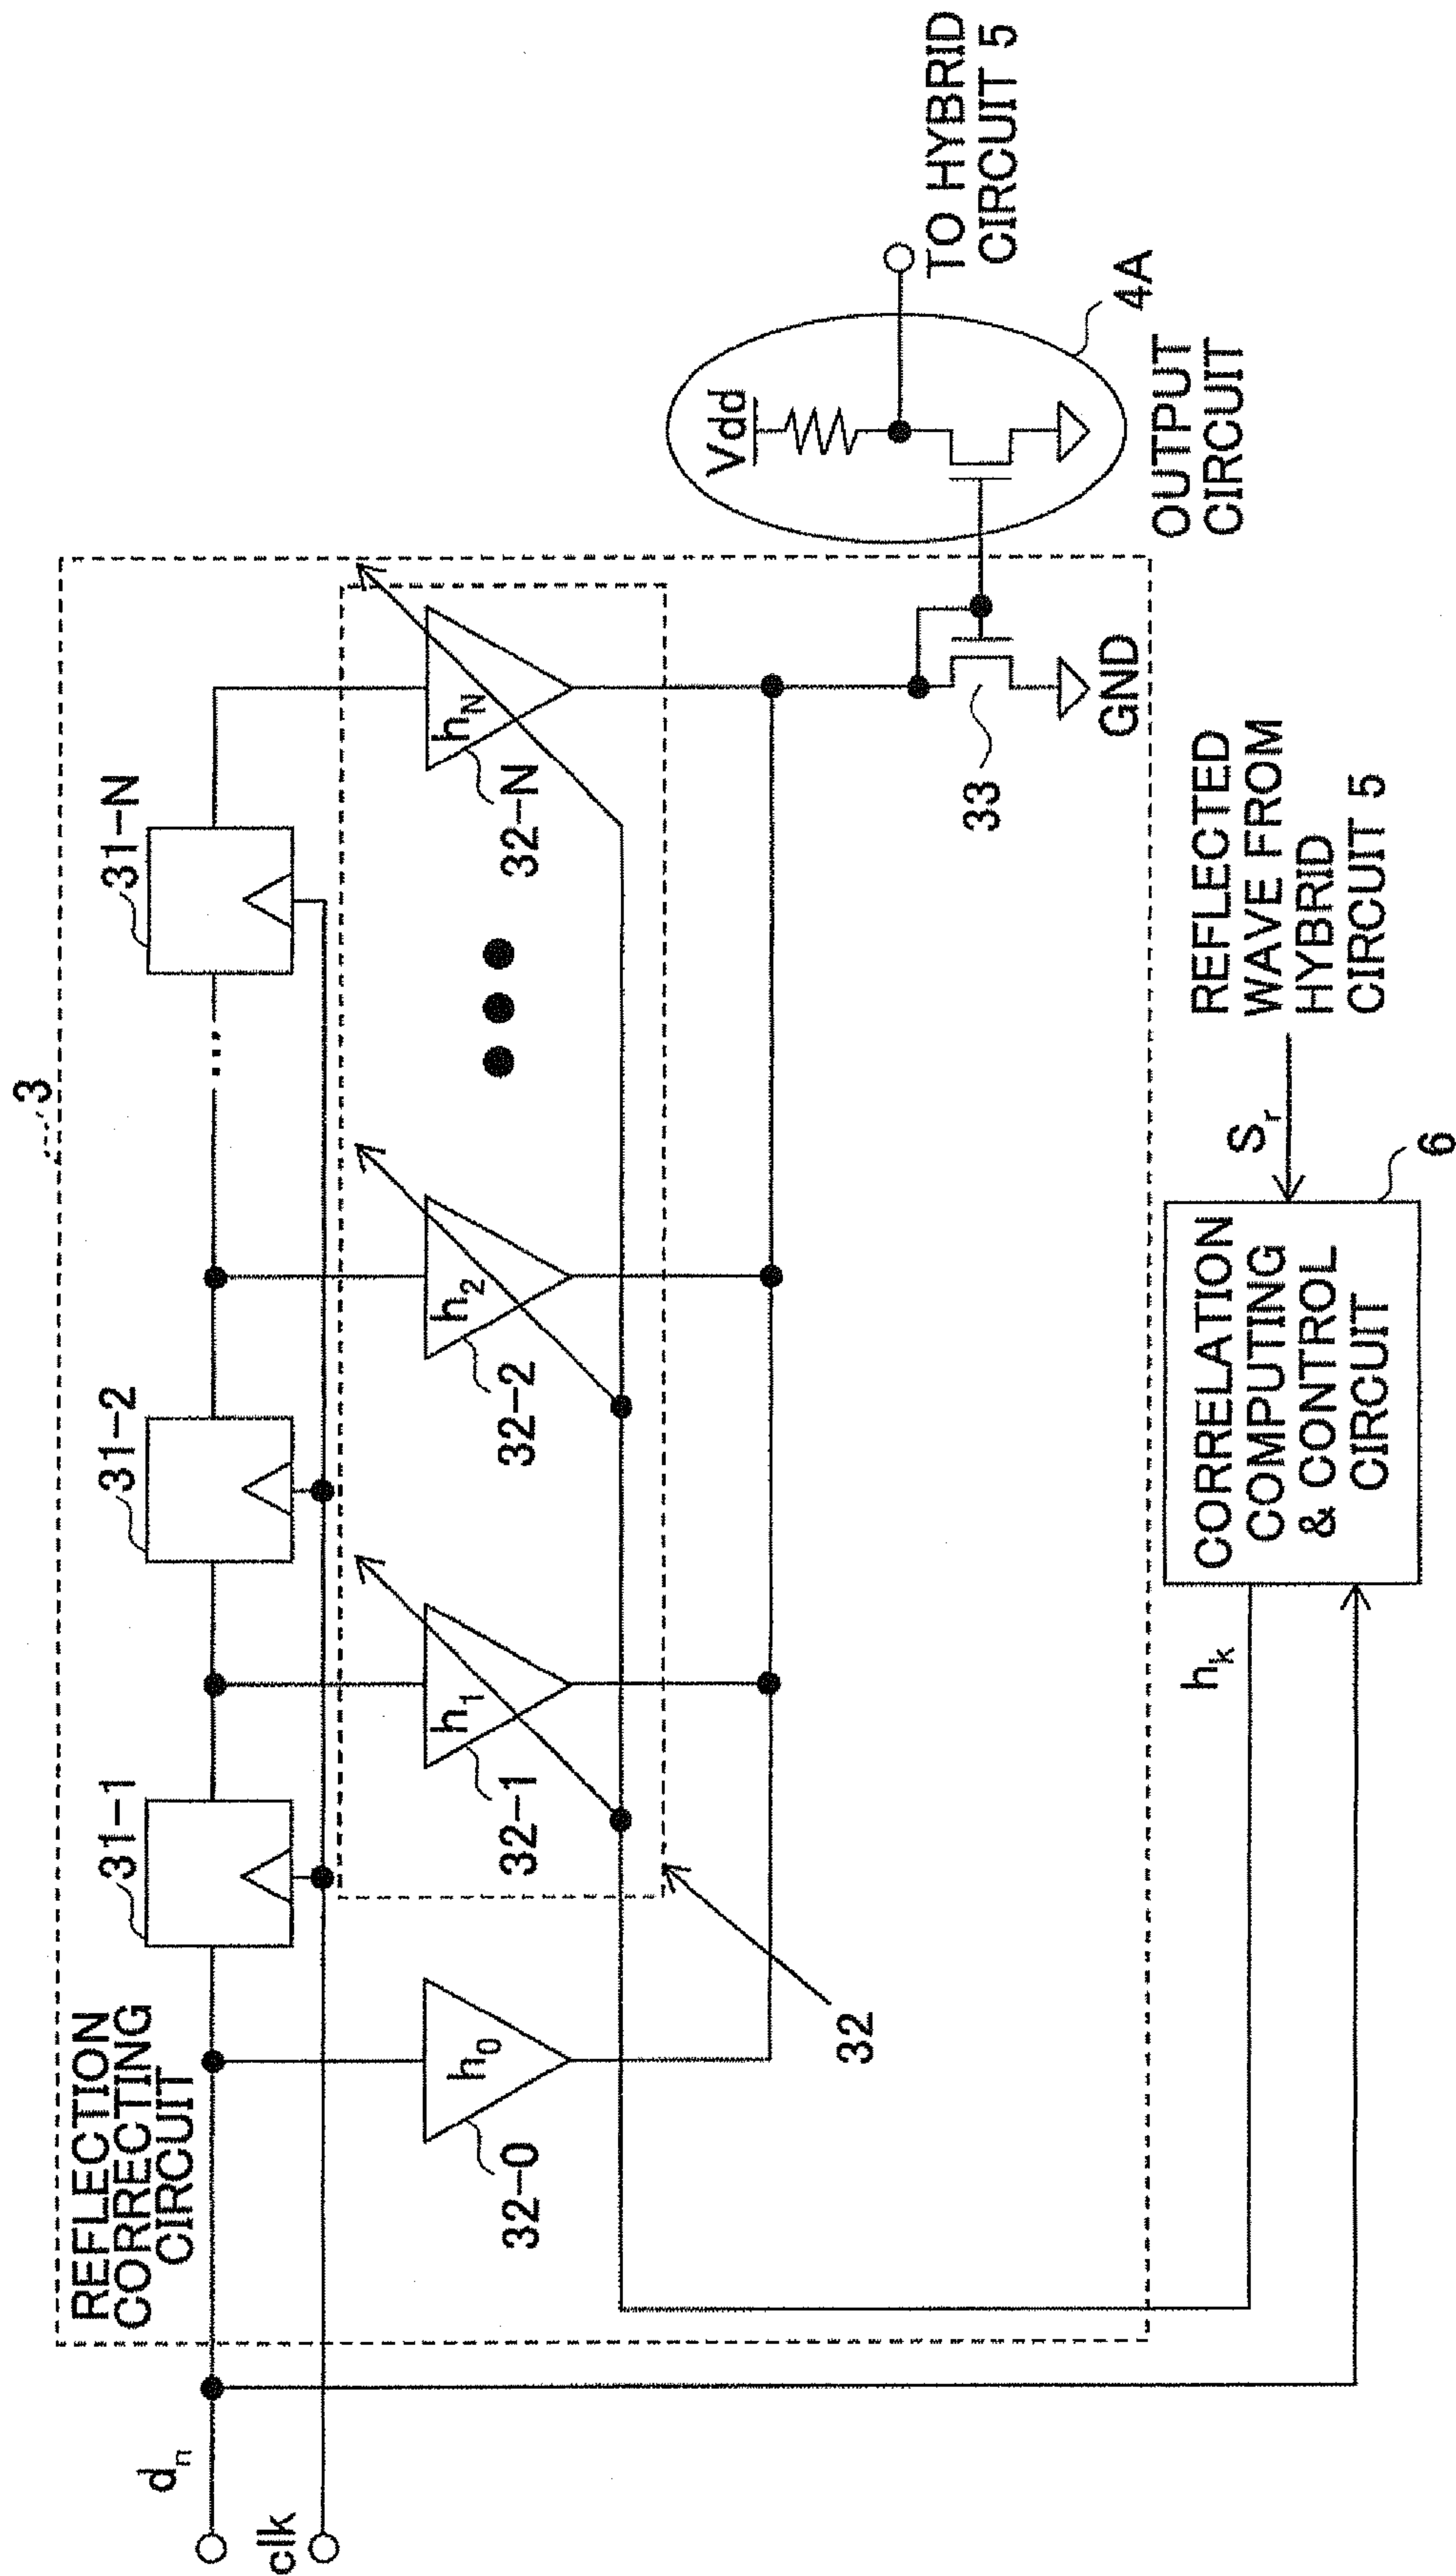 3
REFLECTION
CORRECTING
CIRCUIT
31-1
31-2
...
31-N
dn
clk
h0
h1
h2
hN
32-0
32-1
32-2
32-N
32
33
GND
Vdd
TO HYBRID
CIRCUIT 5
4A
OUTPUT
CIRCUIT
REFLECTED
WAVE FROM
HYBRID
CIRCUIT 5
Sr
hk
CORRELATION
COMPUTING
& CONTROL
CIRCUIT
6